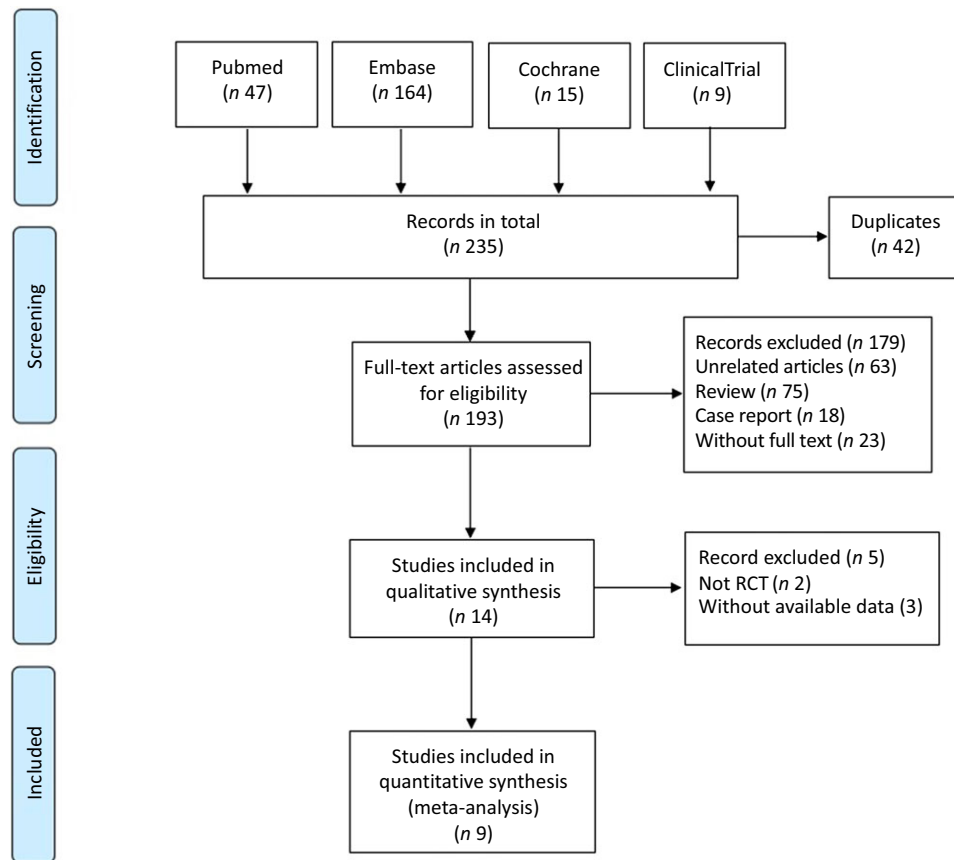 Identification
Pubmed
(n 47)
Embase
(n 164)
Cochrane
(n 15)
ClinicalTrial
(n 9)
Records in total
(n 235)
Duplicates
(n 42)
Screening
Full-text articles assessed
for eligibility
(n 193)
Records excluded (n 179)
Unrelated articles (n 63)
Review (n 75)
Case report (n 18)
Without full text (n 23)
Eligibility
Studies included in
qualitative synthesis
(n 14)
Record excluded (n 5)
Not RCT (n 2)
Without available data (3)
Included
Studies included in
quantitative synthesis
(meta-analysis)
(n 9)